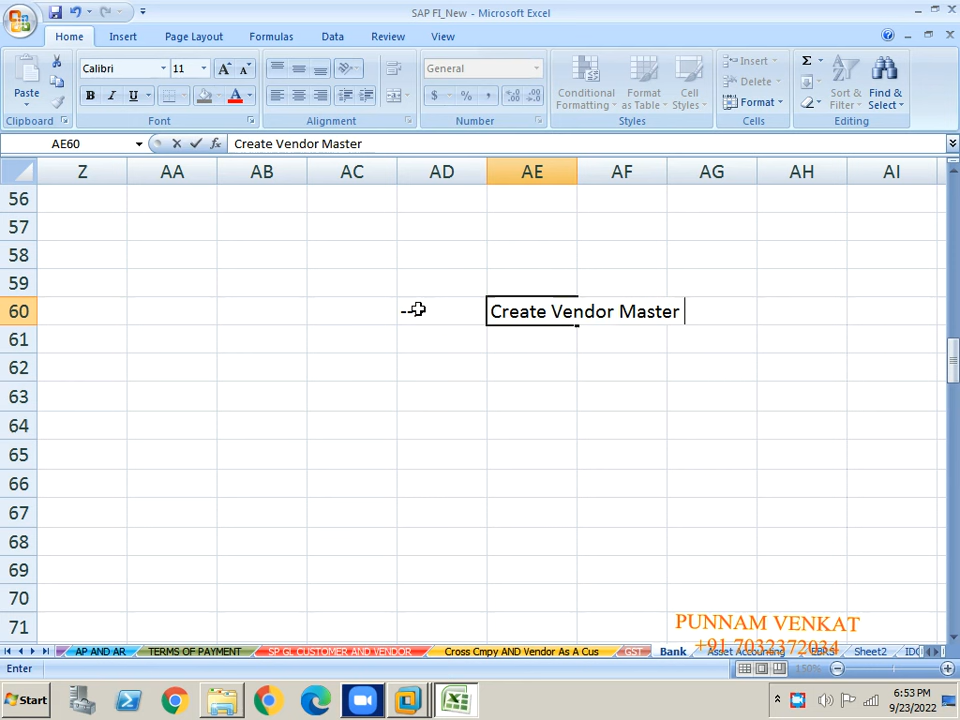 SAP FI_New - Microsoft Excel
Home Insert Page Layout Formulas Data Review View
Paste
Calibri 11 A A
B I U A
General
$ % ,
Conditional Formatting
Format as Table
Cell Styles
Insert
Delete
Format
Σ
Sort & Filter
Find & Select
Clipboard Font Alignment Number Styles Cells Editing
AE60 fx Create Vendor Master
Z AA AB AC AD AE AF AG AH AI
56
57
58
59
60 -- Create Vendor Master
61
62
63
64
65
66
67
68
69
70
71
PUNNAM VENKAT
+91 7032372034
AP AND AR TERMS OF PAYMENT SP GL CUSTOMER AND VENDOR Cross Cmpy AND Vendor As A Cus GST Bank Asset Accounting EBRS Sheet2 IDO
Enter 150%
Start
6:53 PM
9/23/2022